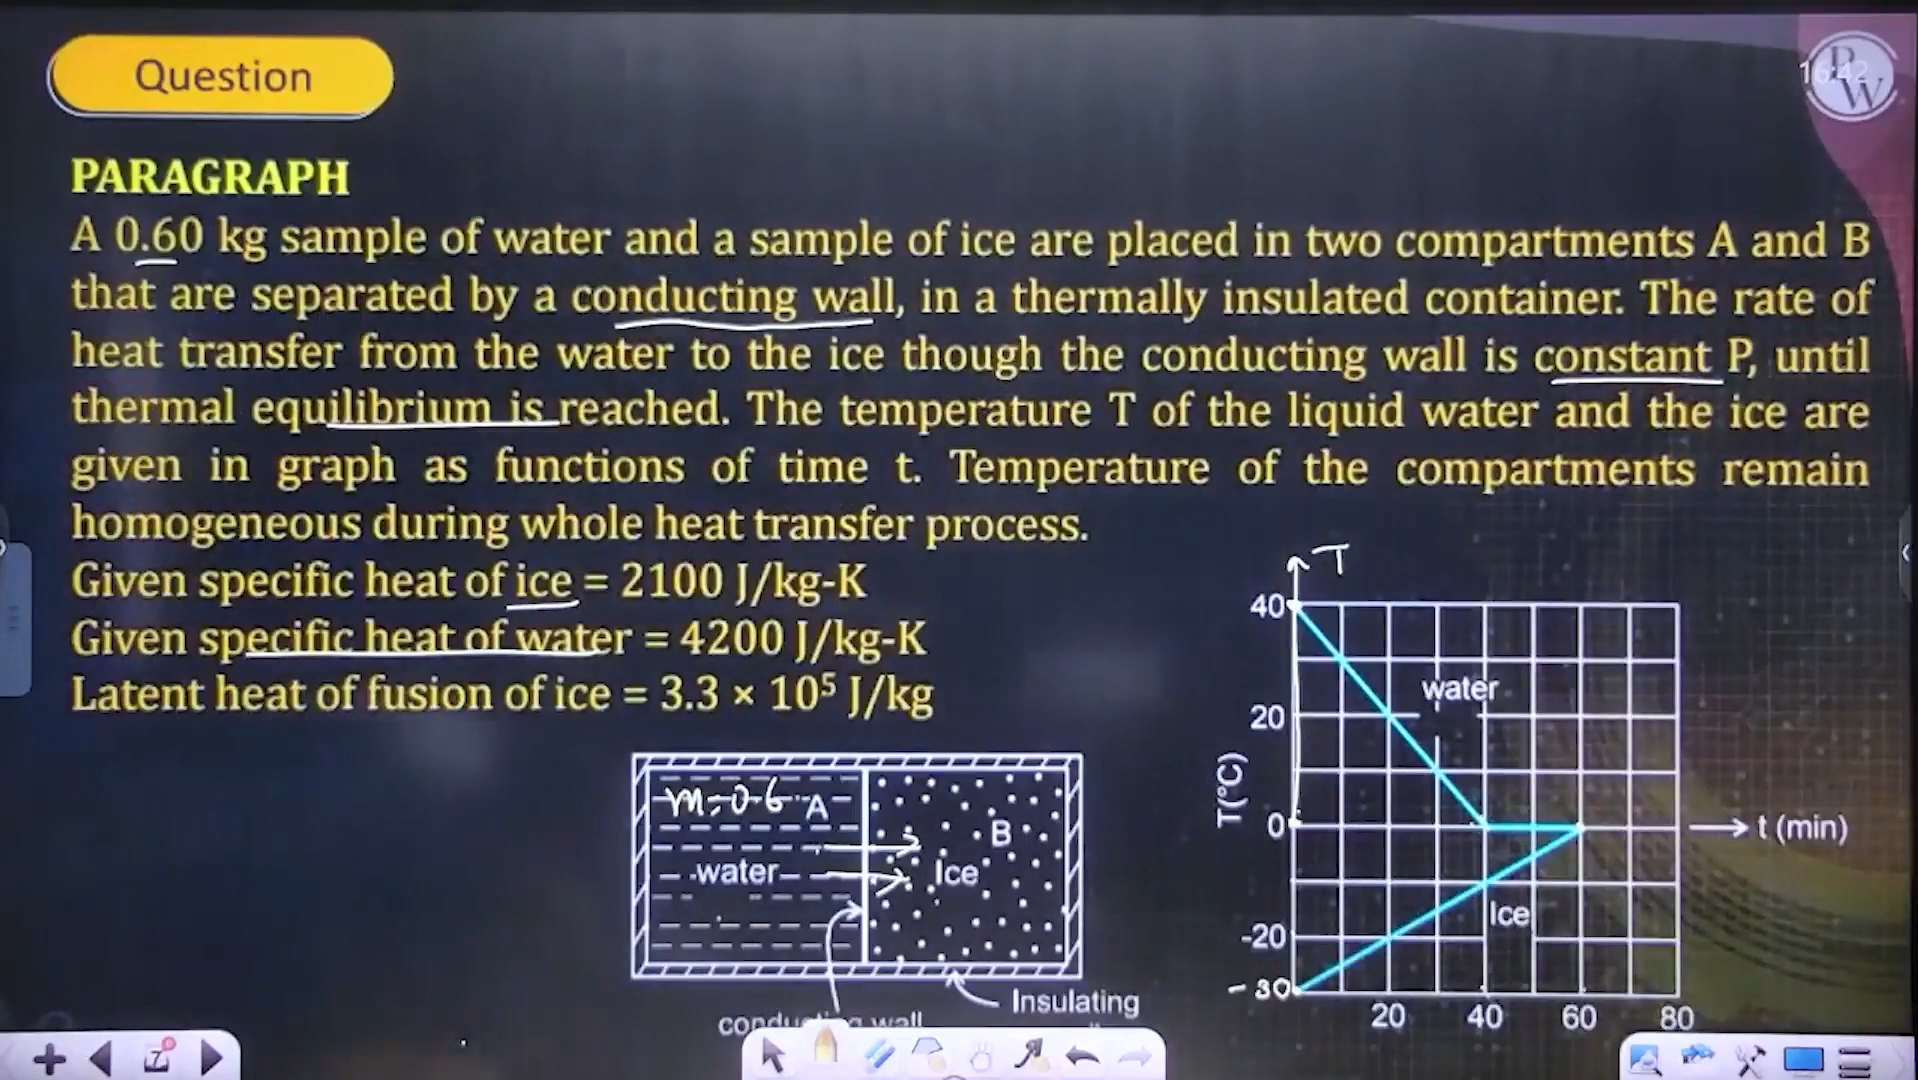 Question
16:42
PW
PARAGRAPH
A 0.60 kg sample of water and a sample of ice are placed in two compartments A and B
that are separated by a conducting wall, in a thermally insulated container. The rate of
heat transfer from the water to the ice though the conducting wall is constant P, until
thermal equilibrium is reached. The temperature T of the liquid water and the ice are
given in graph as functions of time t. Temperature of the compartments remain
homogeneous during whole heat transfer process.
Given specific heat of ice = 2100 J/kg-K
Given specific heat of water = 4200 J/kg-K
Latent heat of fusion of ice = 3.3 × 10⁵ J/kg
m=0.6 A
B
water
Ice
conducting wall
Insulating
T
40
water
20
T(°C)
0
t (min)
Ice
-20
-30
20 40 60 80